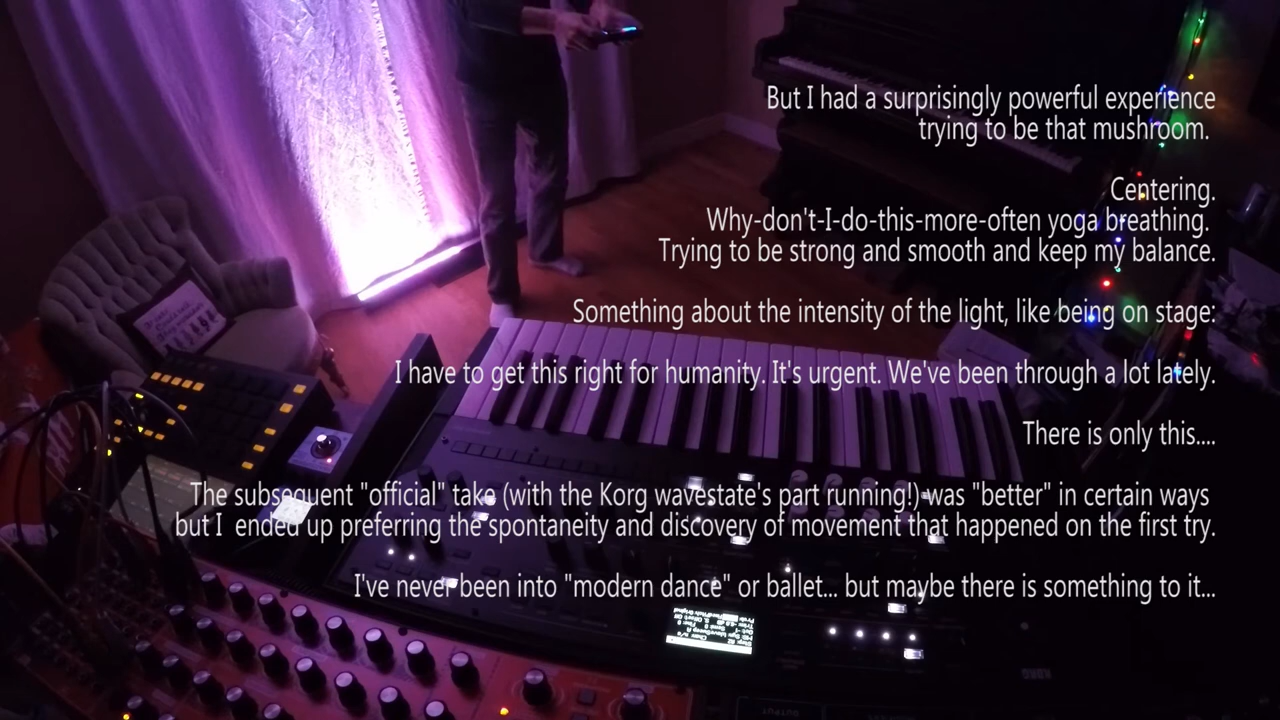 But I had a surprisingly powerful experience
trying to be that mushroom.
Centering.
Why-don't-I-do-this-more-often yoga breathing.
Trying to be strong and smooth and keep my balance.
Something about the intensity of the light, like being on stage:
I have to get this right for humanity. It's urgent. We've been through a lot lately.
There is only this....
The subsequent "official" take (with the Korg wavestate's part running!) was "better" in certain ways
but I ended up preferring the spontaneity and discovery of movement that happened on the first try.
I've never been into "modern dance" or ballet... but maybe there is something to it...
KORG
OUTPUT